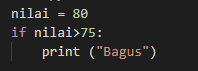 nilai = 80
if nilai>75:
    print ("Bagus")